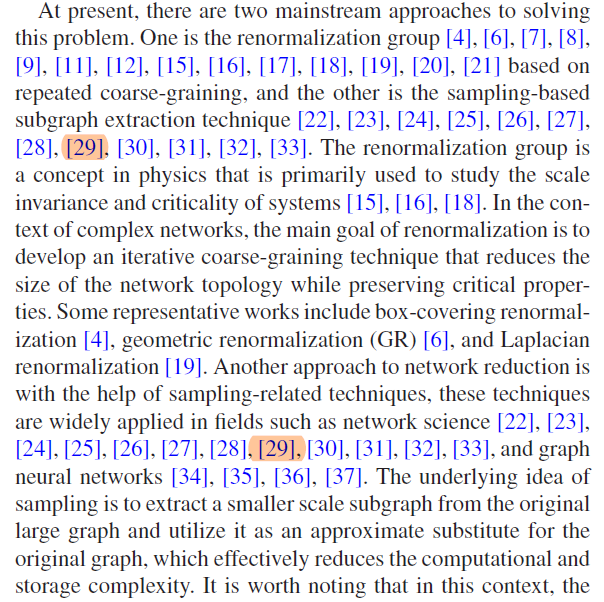 At present, there are two mainstream approaches to solving
this problem. One is the renormalization group [4], [6], [7], [8],
[9], [11], [12], [15], [16], [17], [18], [19], [20], [21] based on
repeated coarse-graining, and the other is the sampling-based
subgraph extraction technique [22], [23], [24], [25], [26], [27],
[28], [29], [30], [31], [32], [33]. The renormalization group is
a concept in physics that is primarily used to study the scale
invariance and criticality of systems [15], [16], [18]. In the con-
text of complex networks, the main goal of renormalization is to
develop an iterative coarse-graining technique that reduces the
size of the network topology while preserving critical proper-
ties. Some representative works include box-covering renormal-
ization [4], geometric renormalization (GR) [6], and Laplacian
renormalization [19]. Another approach to network reduction is
with the help of sampling-related techniques, these techniques
are widely applied in fields such as network science [22], [23],
[24], [25], [26], [27], [28], [29], [30], [31], [32], [33], and graph
neural networks [34], [35], [36], [37]. The underlying idea of
sampling is to extract a smaller scale subgraph from the original
large graph and utilize it as an approximate substitute for the
original graph, which effectively reduces the computational and
storage complexity. It is worth noting that in this context, the